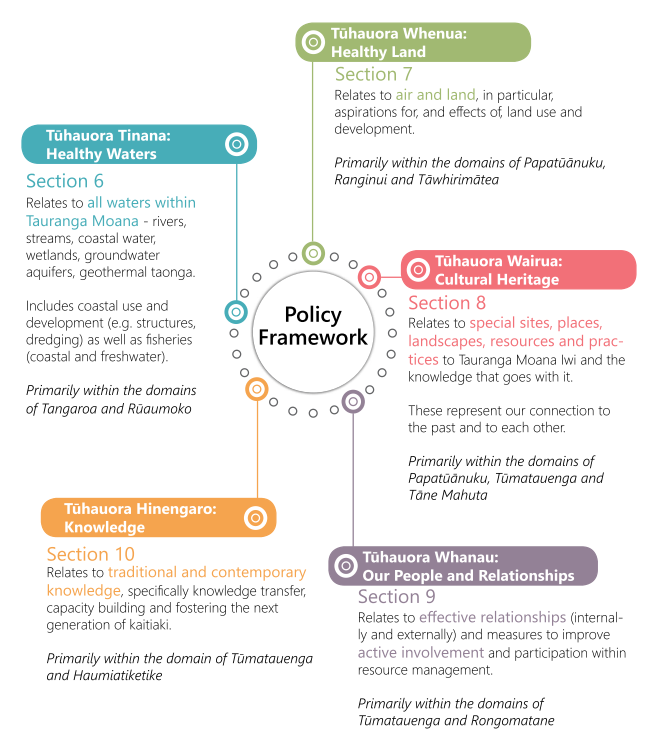 Tūhauora Whenua:
Healthy Land
Section 7
Relates to air and land, in particular,
aspirations for, and effects of, land use and
development.
Primarily within the domains of Papatūānuku,
Ranginui and Tāwhirimātea
Tūhauora Tinana:
Healthy Waters
Section 6
Relates to all waters within
Tauranga Moana - rivers,
streams, coastal water,
wetlands, groundwater
aquifers, geothermal taonga.
Includes coastal use and
development (e.g. structures,
dredging) as well as fisheries
(coastal and freshwater).
Primarily within the domains
of Tangaroa and Rūaumoko
Policy
Framework
Tūhauora Wairua:
Cultural Heritage
Section 8
Relates to special sites, places,
landscapes, resources and prac-
tices to Tauranga Moana Iwi and the
knowledge that goes with it.
These represent our connection to
the past and to each other.
Primarily within the domains of
Papatūānuku, Tūmatauenga and
Tāne Mahuta
Tūhauora Hinengaro:
Knowledge
Section 10
Relates to traditional and contemporary
knowledge, specifically knowledge transfer,
capacity building and fostering the next
generation of kaitiaki.
Primarily within the domain of Tūmatauenga
and Haumiatiketike
Tūhauora Whanau:
Our People and Relationships
Section 9
Relates to effective relationships (internal-
ly and externally) and measures to improve
active involvement and participation within
resource management.
Primarily within the domains of
Tūmatauenga and Rongomatane